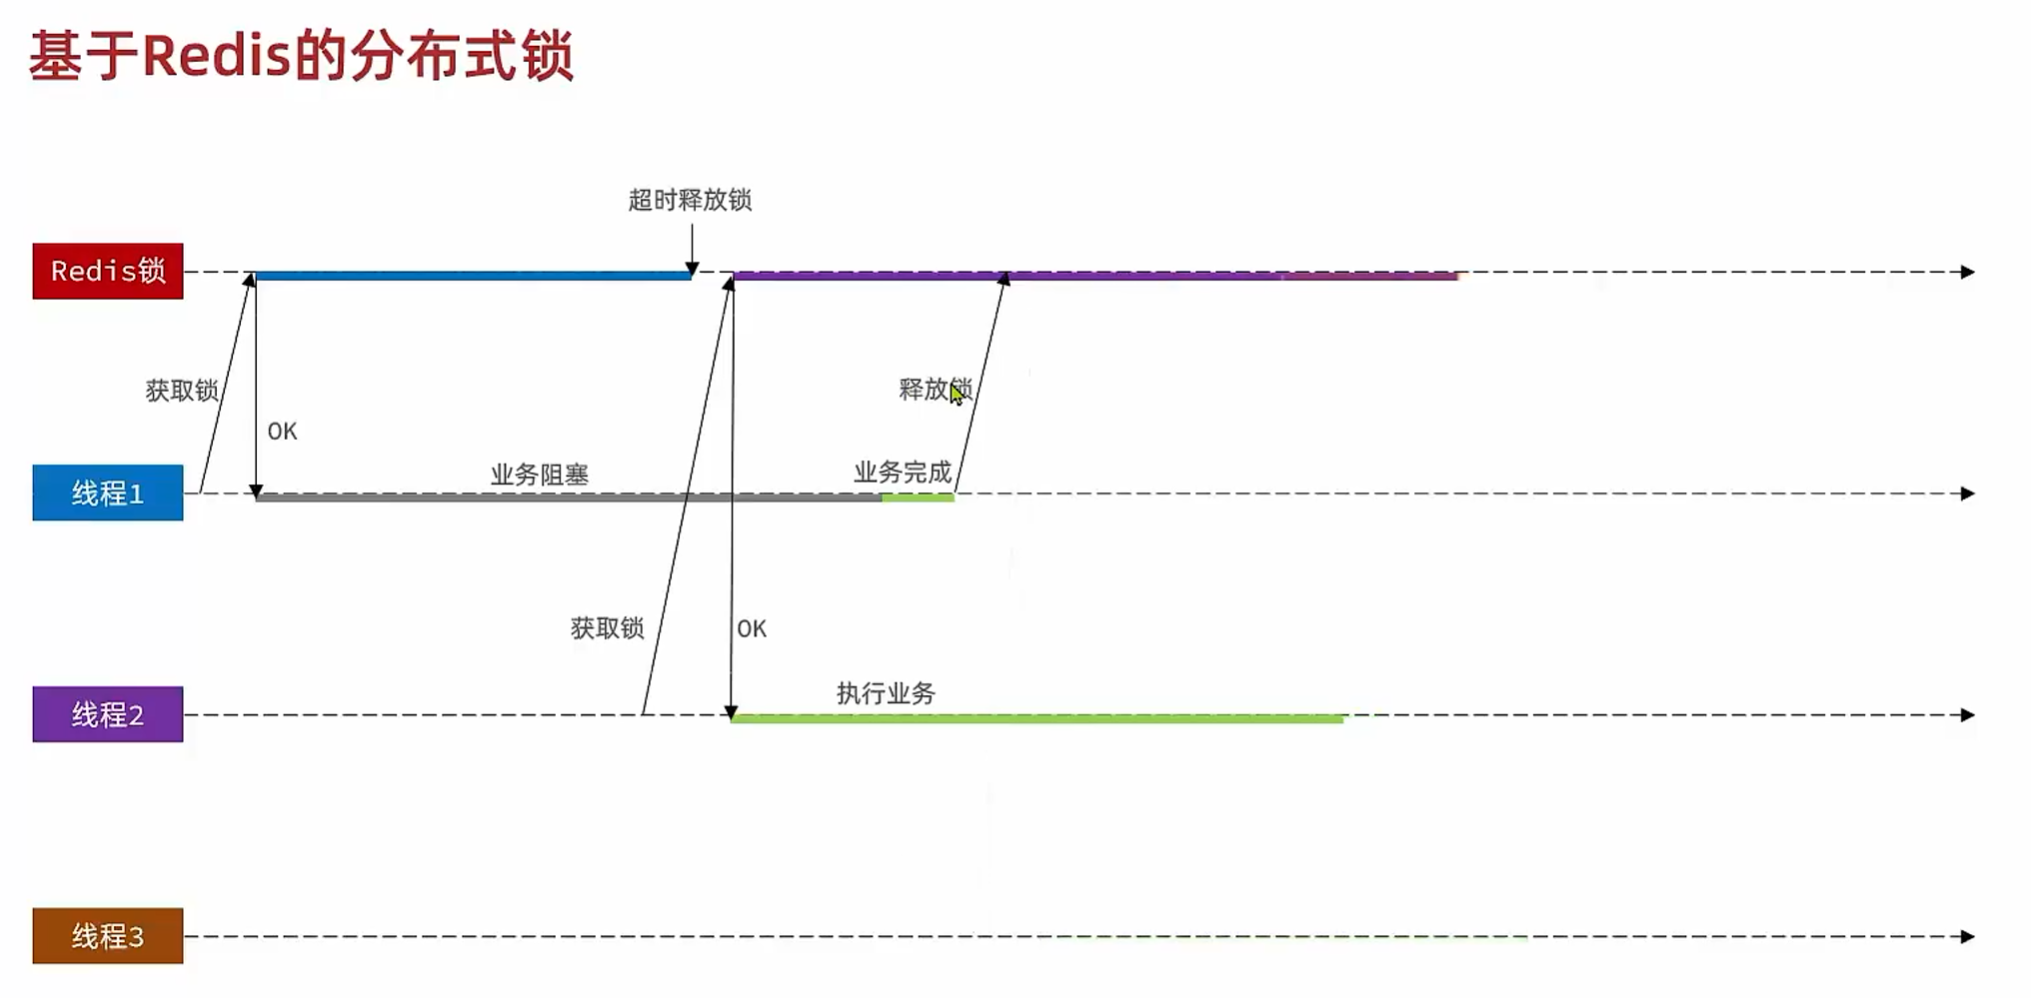 基于Redis的分布式锁
超时释放锁
Redis锁
获取锁
释放锁
OK
业务阻塞
业务完成
线程1
获取锁
OK
执行业务
线程2
线程3